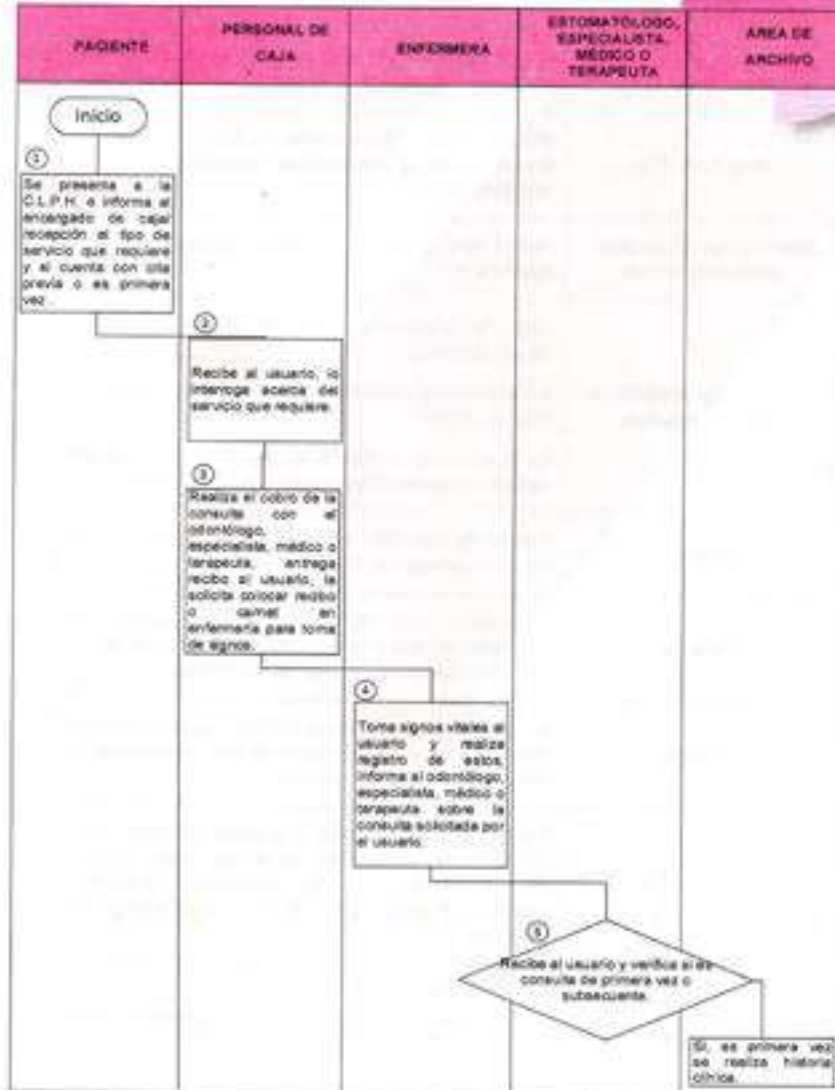 PACIENTE
PERSONAL DE
CAJA
ENFERMERA
ESTOMATÓLOGO,
ESPECIALISTA,
MÉDICO O
TERAPEUTA
AREA DE
ARCHIVO
Inicio
1
Se presenta a la
C.L.P.H. e informa al
encargado de caja/
recepción el tipo de
servicio que requiere
y si cuenta con cita
previa o es primera
vez.
2
Recibe al usuario, lo
interroga acerca del
servicio que requiere.
3
Realiza el cobro de la
consulta con el
odontólogo,
especialista, médico o
terapeuta, entrega
recibo al usuario, le
solicita colocar recibo
o carnet en
enfermería para toma
de signos.
4
Toma signos vitales al
usuario y realiza
registro de estos,
informa al odontólogo,
especialista, médico o
terapeuta sobre la
consulta solicitada por
el usuario.
5
Recibe al usuario y verifica si es
consulta de primera vez o
subsecuente.
Si, es primera vez
se realiza historia
clínica.